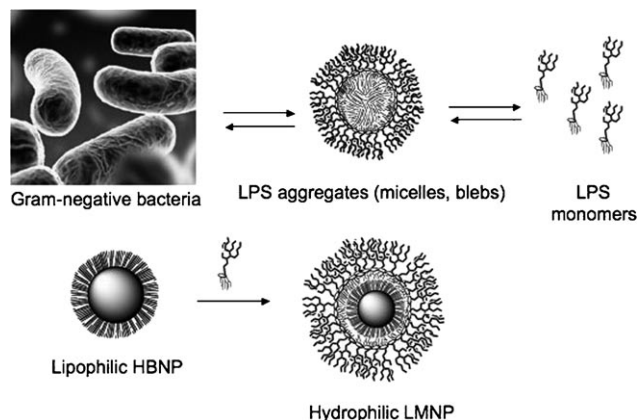 Gram-negative bacteria
LPS aggregates (micelles, blebs)
LPS
monomers
Lipophilic HBNP
Hydrophilic LMNP